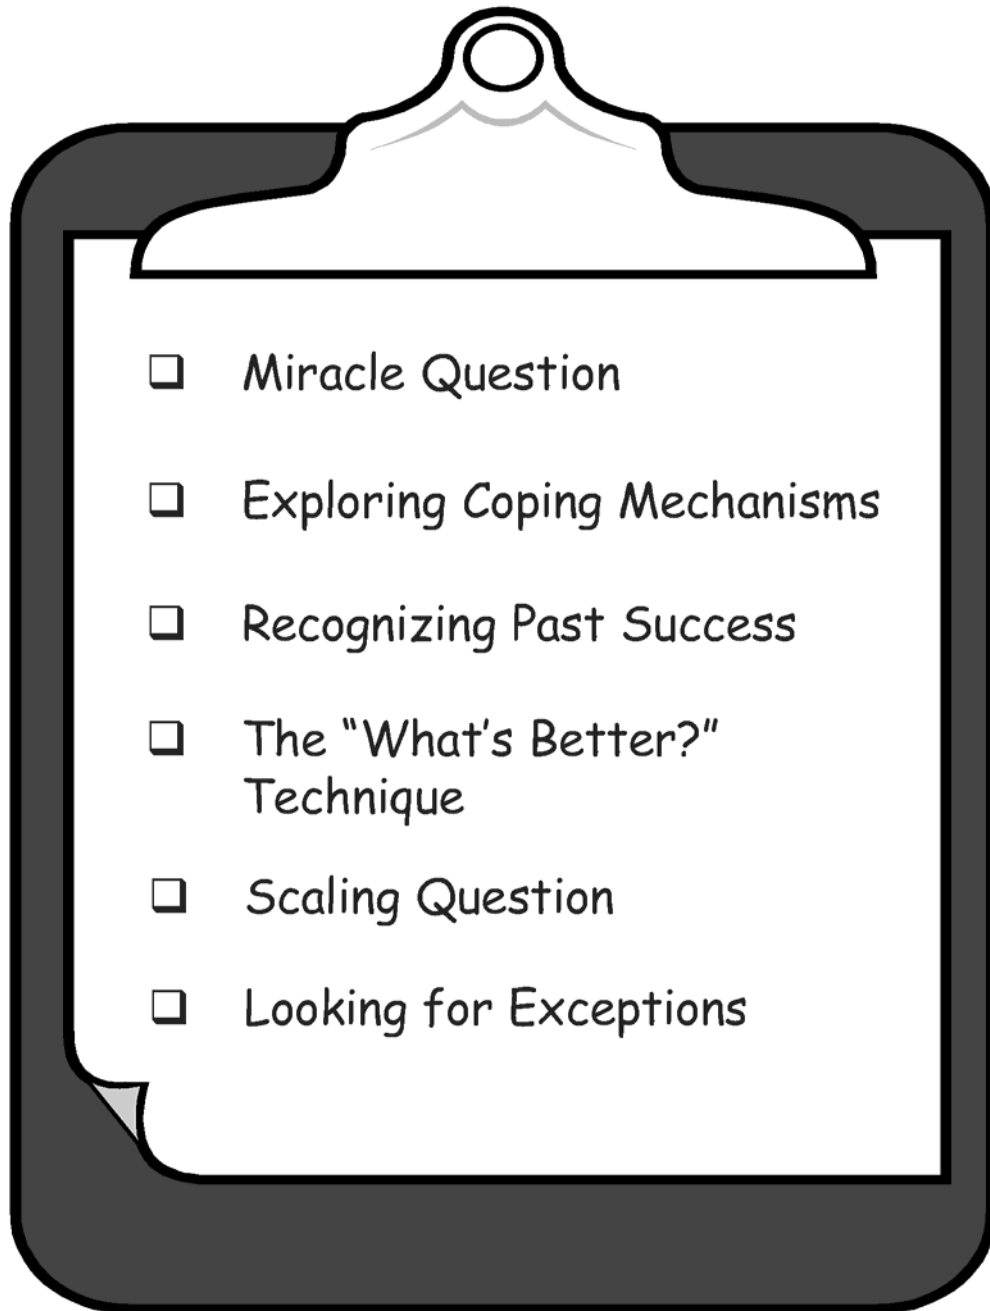 ❑ Miracle Question
❑ Exploring Coping Mechanisms
❑ Recognizing Past Success
❑ The “What’s Better?”
Technique
❑ Scaling Question
❑ Looking for Exceptions